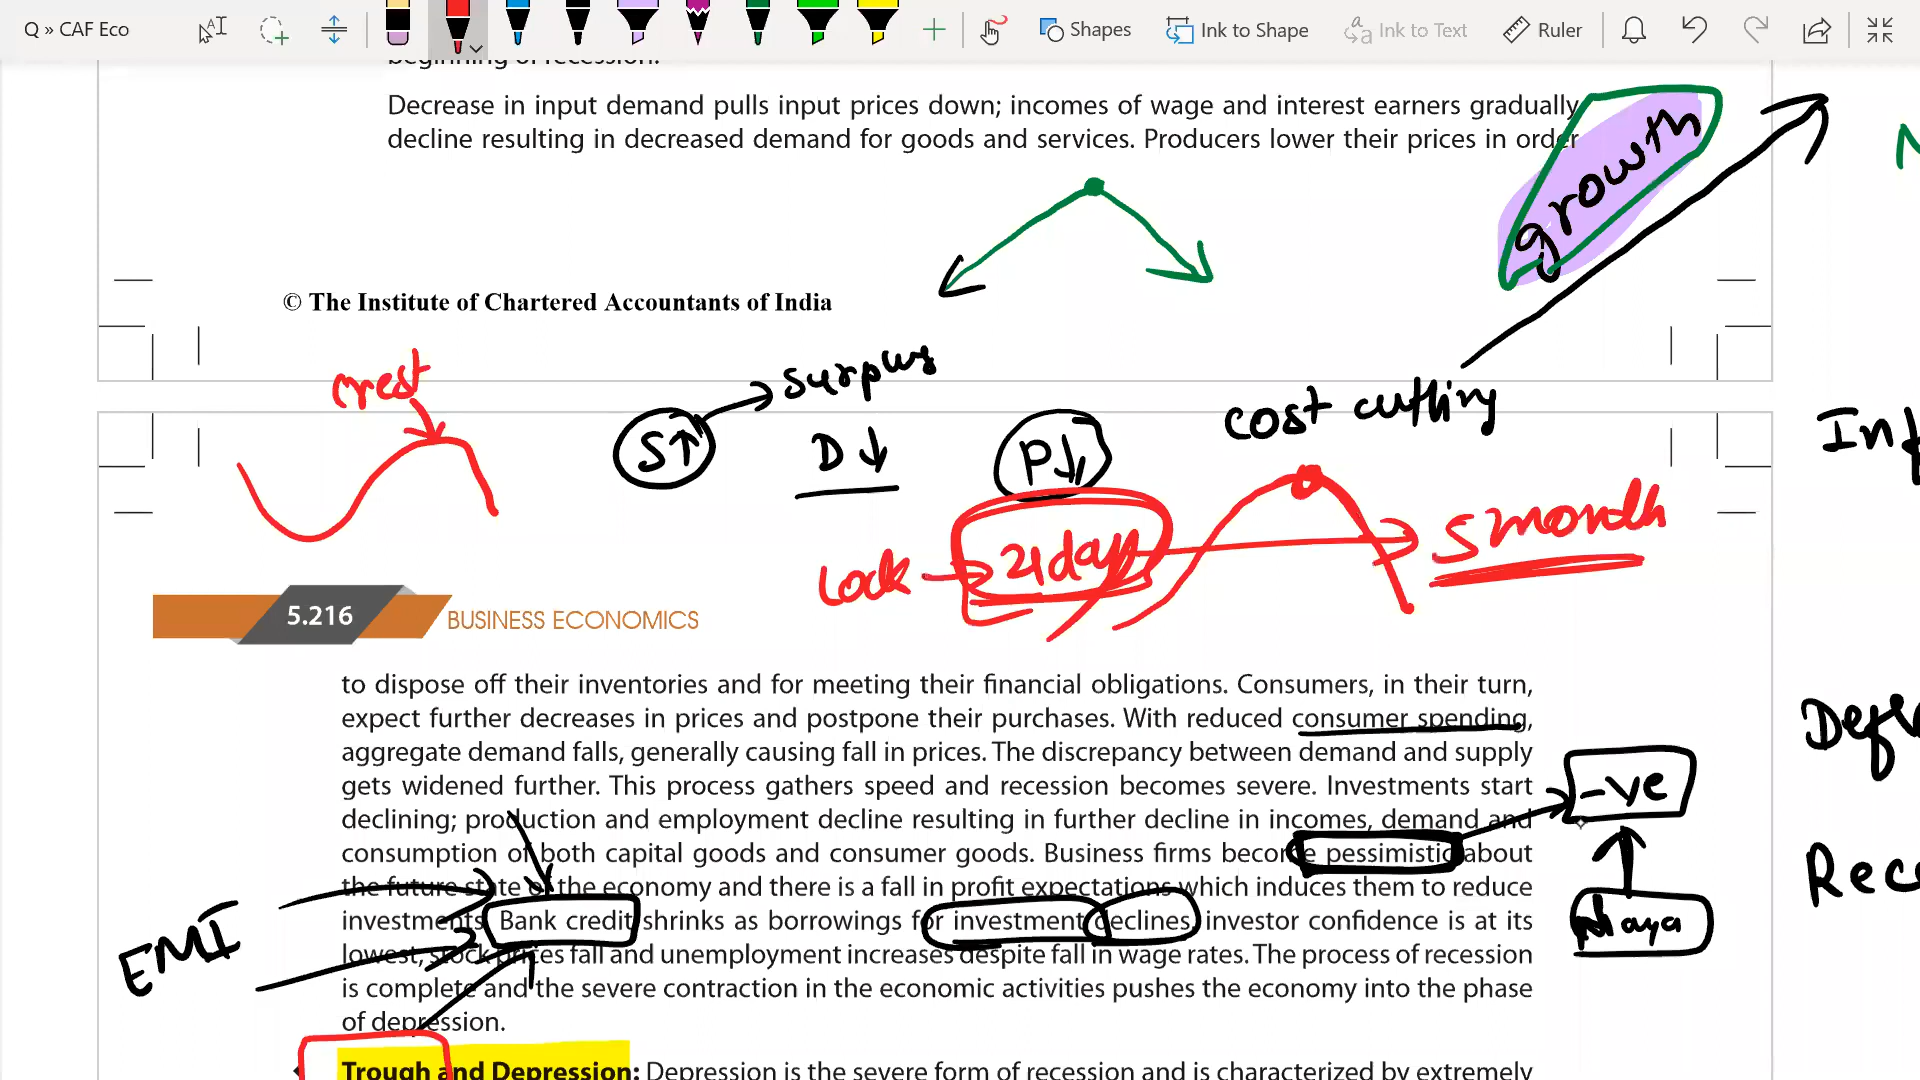 Q » CAF Eco
Shapes
Ink to Shape
Ink to Text
Ruler
beginning of recession.
Decrease in input demand pulls input prices down; incomes of wage and interest earners gradually
decline resulting in decreased demand for goods and services. Producers lower their prices in order
growth
© The Institute of Chartered Accountants of India
crest
S↑
surplus
D↓
P↓
cost cutting
Inf
lock → 21 days
5 month
5.216 BUSINESS ECONOMICS
to dispose off their inventories and for meeting their financial obligations. Consumers, in their turn,
expect further decreases in prices and postpone their purchases. With reduced consumer spending,
aggregate demand falls, generally causing fall in prices. The discrepancy between demand and supply
gets widened further. This process gathers speed and recession becomes severe. Investments start
declining; production and employment decline resulting in further decline in incomes, demand and
consumption of both capital goods and consumer goods. Business firms become pessimistic about
the future state of the economy and there is a fall in profit expectations which induces them to reduce
investments. Bank credit shrinks as borrowings for investment declines, investor confidence is at its
lowest, stock prices fall and unemployment increases despite fall in wage rates. The process of recession
is complete and the severe contraction in the economic activities pushes the economy into the phase
of depression.
-ve
EMI
Rec
Trough and Depression: Depression is the severe form of recession and is characterized by extremely